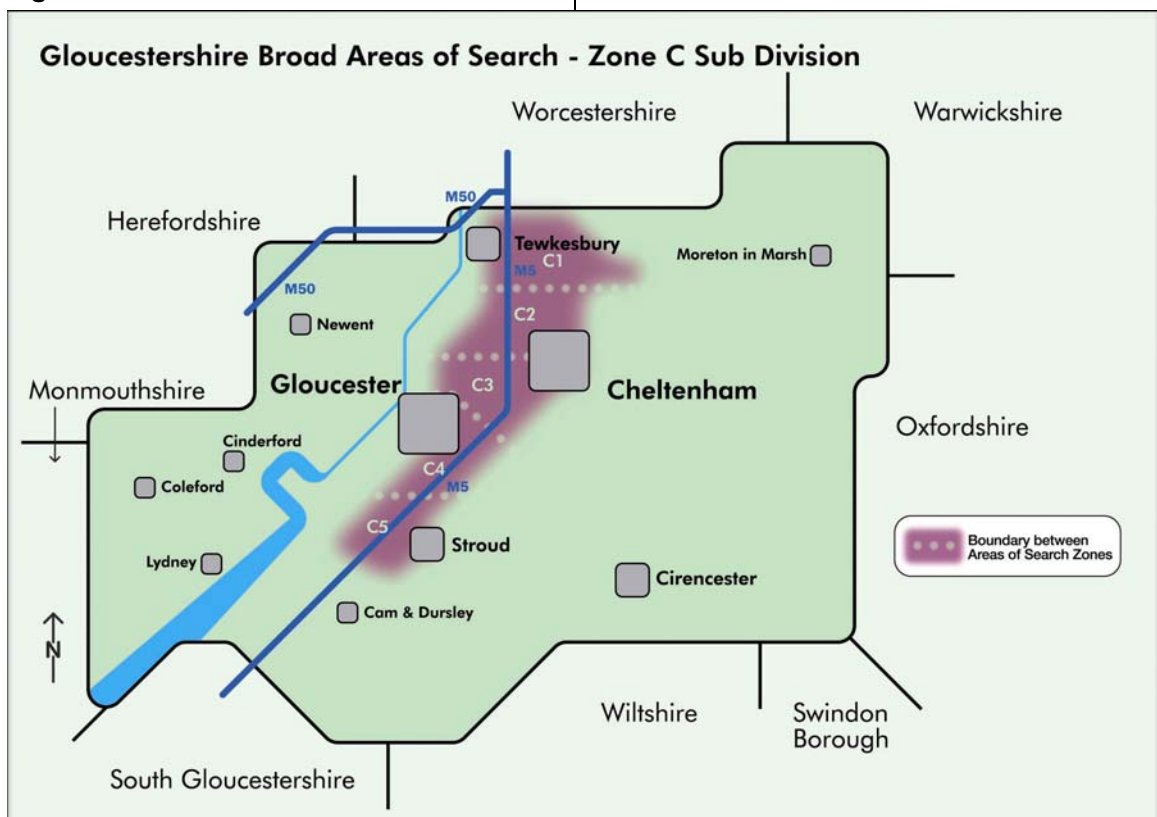 Gloucestershire Broad Areas of Search - Zone C Sub Division
Worcestershire
Warwickshire
Herefordshire
M50
Tewkesbury
C1
M5
Moreton in Marsh
M50
Newent
C2
Monmouthshire
Gloucester
C3
Cheltenham
Oxfordshire
Cinderford
Coleford
C4
M5
C5
Stroud
Lydney
Cirencester
Cam & Dursley
Boundary between
Areas of Search Zones
N
Wiltshire
Swindon
Borough
South Gloucestershire